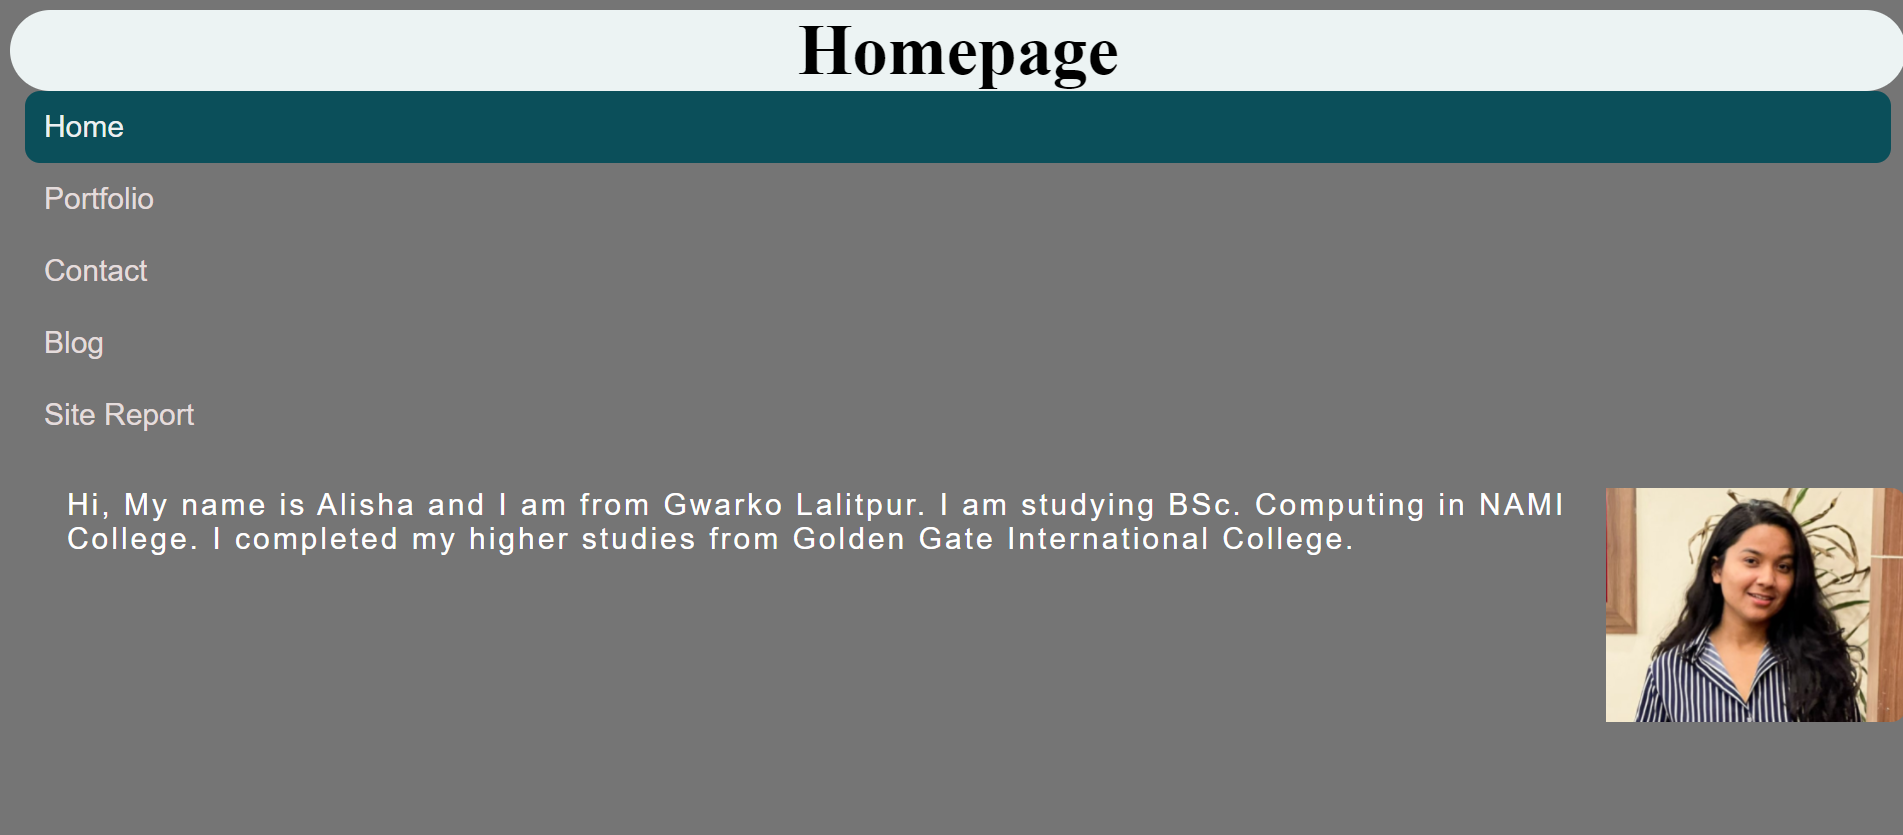 Homepage
Home
Portfolio
Contact
Blog
Site Report
Hi, My name is Alisha and I am from Gwarko Lalitpur. I am studying BSc. Computing in NAMI
College. I completed my higher studies from Golden Gate International College.